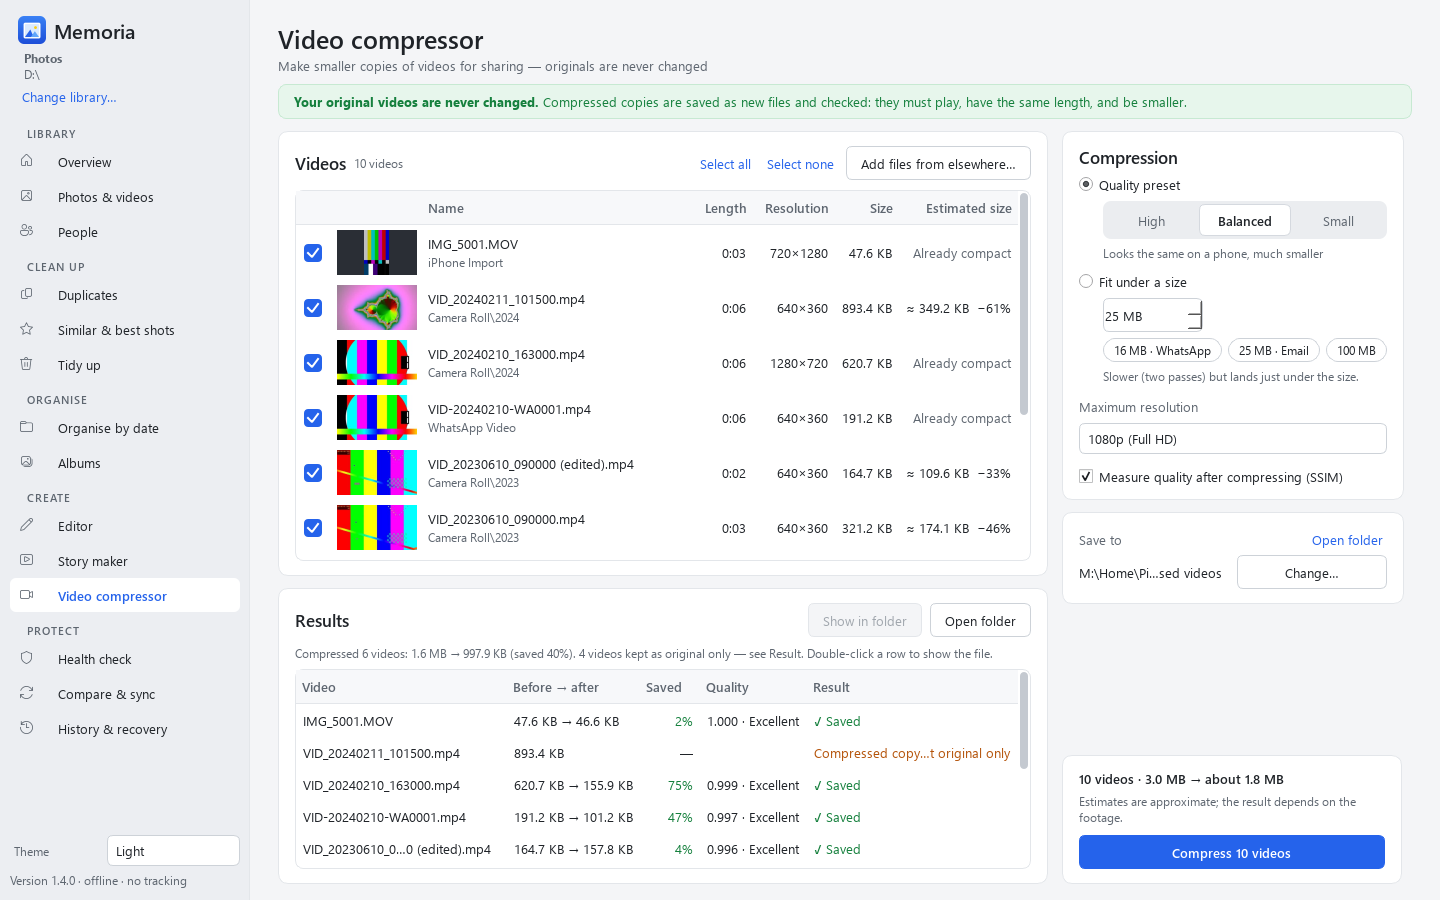 Memoria
Photos
D:\
Change library...
LIBRARY
Overview
Photos & videos
People
CLEAN UP
Duplicates
Similar & best shots
Tidy up
ORGANISE
Organise by date
Albums
CREATE
Editor
Story maker
Video compressor
PROTECT
Health check
Compare & sync
History & recovery
Theme
Light
Version 1.4.0 · offline · no tracking
Video compressor
Make smaller copies of videos for sharing — originals are never changed
Your original videos are never changed. Compressed copies are saved as new files and checked: they must play, have the same length, and be smaller.
Videos 10 videos Select all Select none Add files from elsewhere...
Name Length Resolution Size Estimated size
IMG_5001.MOV 0:03 720×1280 47.6 KB Already compact
iPhone Import
VID_20240211_101500.mp4 0:06 640×360 893.4 KB ≈ 349.2 KB −61%
Camera Roll\2024
VID_20240210_163000.mp4 0:06 1280×720 620.7 KB Already compact
Camera Roll\2024
VID-20240210-WA0001.mp4 0:06 640×360 191.2 KB Already compact
WhatsApp Video
VID_20230610_090000 (edited).mp4 0:02 640×360 164.7 KB ≈ 109.6 KB −33%
Camera Roll\2023
VID_20230610_090000.mp4 0:03 640×360 321.2 KB ≈ 174.1 KB −46%
Camera Roll\2023
Results Show in folder Open folder
Compressed 6 videos: 1.6 MB → 997.9 KB (saved 40%). 4 videos kept as original only — see Result. Double-click a row to show the file.
Video Before → after Saved Quality Result
IMG_5001.MOV 47.6 KB → 46.6 KB 2% 1.000 · Excellent ✓ Saved
VID_20240211_101500.mp4 893.4 KB — Compressed copy...t original only
VID_20240210_163000.mp4 620.7 KB → 155.9 KB 75% 0.999 · Excellent ✓ Saved
VID-20240210-WA0001.mp4 191.2 KB → 101.2 KB 47% 0.997 · Excellent ✓ Saved
VID_20230610_0...0 (edited).mp4 164.7 KB → 157.8 KB 4% 0.996 · Excellent ✓ Saved
Compression
Quality preset
High Balanced Small
Looks the same on a phone, much smaller
Fit under a size
25 MB
16 MB · WhatsApp 25 MB · Email 100 MB
Slower (two passes) but lands just under the size.
Maximum resolution
1080p (Full HD)
Measure quality after compressing (SSIM)
Save to Open folder
M:\Home\Pi...sed videos Change...
10 videos · 3.0 MB → about 1.8 MB
Estimates are approximate; the result depends on the
footage.
Compress 10 videos